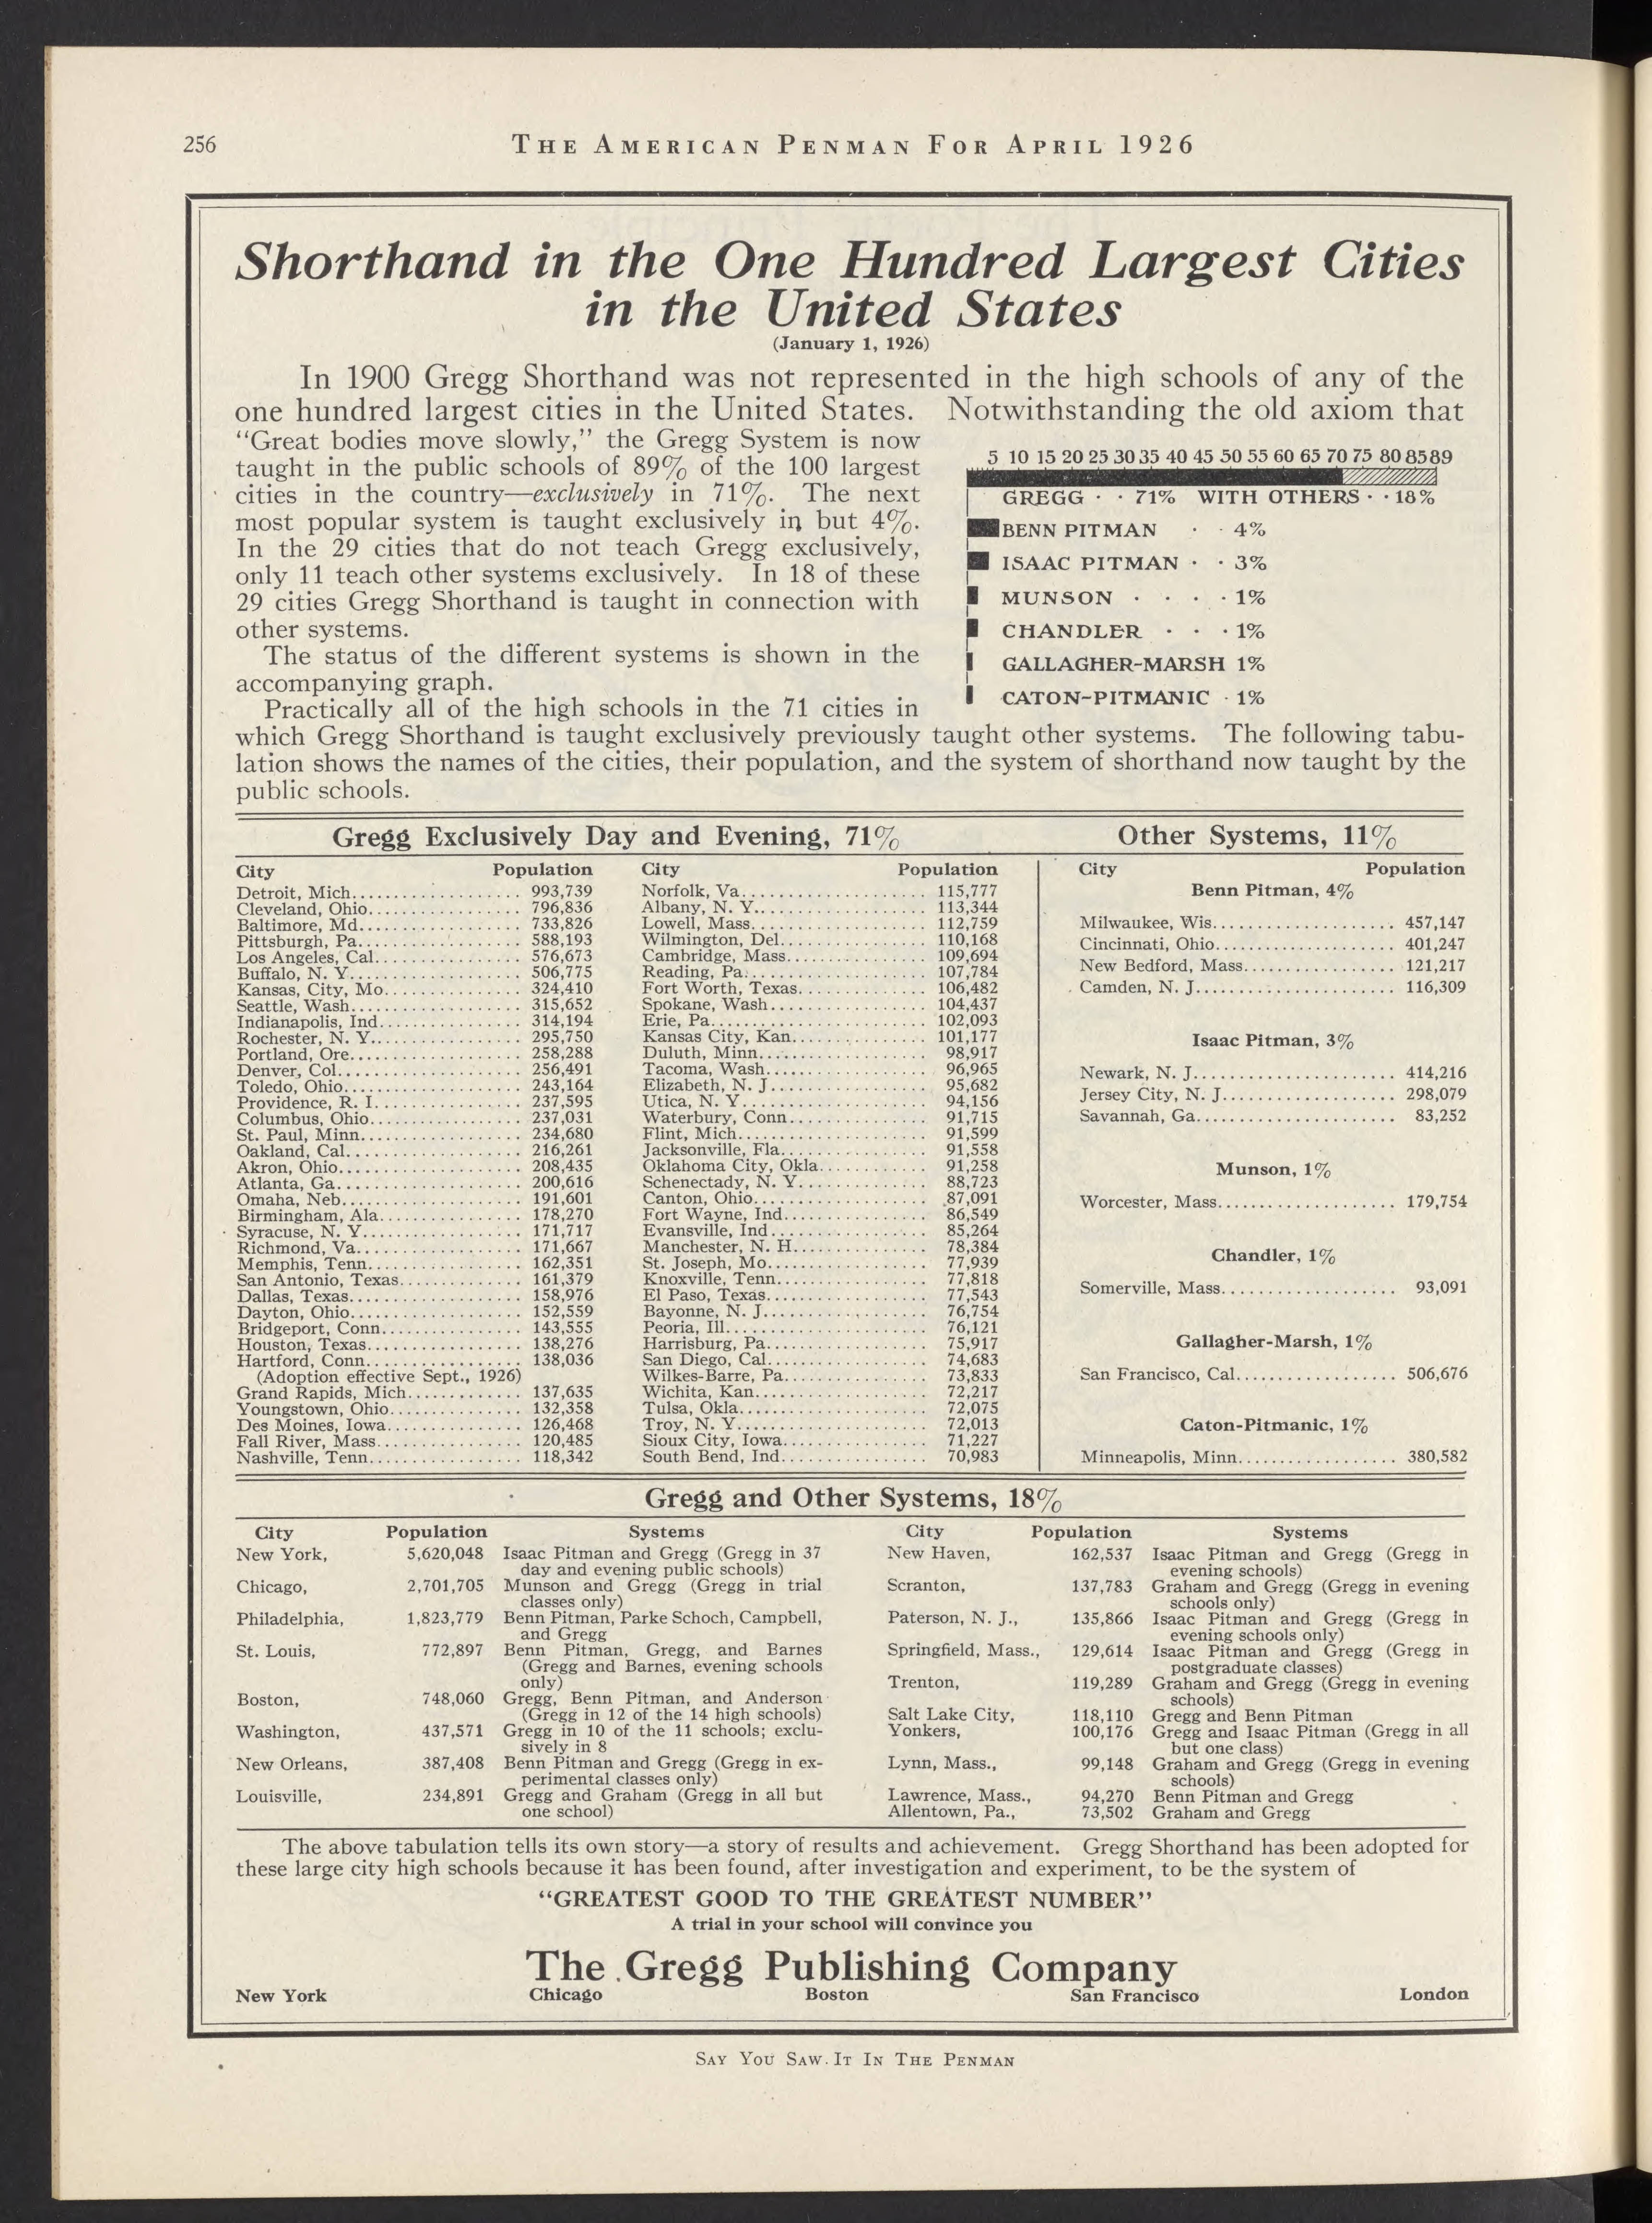 256
THE AMERICAN PENMAN FOR APRIL 1926
Shorthand in the One Hundred Largest Cities
in the United States
(January 1, 1926)
In 1900 Gregg Shorthand was not represented in the high schools of any of the
one hundred largest cities in the United States. Notwithstanding the old axiom that
"Great bodies move slowly," the Gregg System is now
taught in the public schools of 89% of the 100 largest
cities in the country—exclusively in 71%. The next
most popular system is taught exclusively in but 4%.
In the 29 cities that do not teach Gregg exclusively,
only 11 teach other systems exclusively. In 18 of these
29 cities Gregg Shorthand is taught in connection with
other systems.
The status of the different systems is shown in the
accompanying graph.
Practically all of the high schools in the 71 cities in
which Gregg Shorthand is taught exclusively previously taught other systems. The following tabu-
lation shows the names of the cities, their population, and the system of shorthand now taught by the
public schools.
5 10 15 20 25 30 35 40 45 50 55 60 65 70 75 80 85 89
GREGG · · 71% WITH OTHERS · · 18%
BENN PITMAN · · 4%
ISAAC PITMAN · · 3%
MUNSON · · · · 1%
CHANDLER · · · 1%
GALLAGHER-MARSH 1%
CATON-PITMANIC · 1%
Gregg Exclusively Day and Evening, 71%
City Population
Detroit, Mich. 993,739
Cleveland, Ohio 796,836
Baltimore, Md. 733,826
Pittsburgh, Pa. 588,193
Los Angeles, Cal. 576,673
Buffalo, N. Y. 506,775
Kansas, City, Mo. 324,410
Seattle, Wash. 315,652
Indianapolis, Ind. 314,194
Rochester, N. Y. 295,750
Portland, Ore. 258,288
Denver, Col. 256,491
Toledo, Ohio 243,164
Providence, R. I. 237,595
Columbus, Ohio 237,031
St. Paul, Minn. 234,680
Oakland, Cal. 216,261
Akron, Ohio 208,435
Atlanta, Ga. 200,616
Omaha, Neb. 191,601
Birmingham, Ala. 178,270
Syracuse, N. Y. 171,717
Richmond, Va. 171,667
Memphis, Tenn. 162,351
San Antonio, Texas 161,379
Dallas, Texas 158,976
Dayton, Ohio 152,559
Bridgeport, Conn. 143,555
Houston, Texas 138,276
Hartford, Conn. 138,036
(Adoption effective Sept., 1926)
Grand Rapids, Mich. 137,635
Youngstown, Ohio 132,358
Des Moines, Iowa 126,468
Fall River, Mass. 120,485
Nashville, Tenn. 118,342
City Population
Norfolk, Va. 115,777
Albany, N. Y. 113,344
Lowell, Mass. 112,759
Wilmington, Del. 110,168
Cambridge, Mass. 109,694
Reading, Pa. 107,784
Fort Worth, Texas 106,482
Spokane, Wash. 104,437
Erie, Pa. 102,093
Kansas City, Kan. 101,177
Duluth, Minn. 98,917
Tacoma, Wash. 96,965
Elizabeth, N. J. 95,682
Utica, N. Y. 94,156
Waterbury, Conn. 91,715
Flint, Mich. 91,599
Jacksonville, Fla. 91,558
Oklahoma City, Okla. 91,258
Schenectady, N. Y. 88,723
Canton, Ohio 87,091
Fort Wayne, Ind. 86,549
Evansville, Ind. 85,264
Manchester, N. H. 78,384
St. Joseph, Mo. 77,939
Knoxville, Tenn. 77,818
El Paso, Texas 77,543
Bayonne, N. J. 76,754
Peoria, Ill. 76,121
Harrisburg, Pa. 75,917
San Diego, Cal. 74,683
Wilkes-Barre, Pa. 73,833
Wichita, Kan. 72,217
Tulsa, Okla. 72,075
Troy, N. Y. 72,013
Sioux City, Iowa 71,227
South Bend, Ind. 70,983
Other Systems, 11%
City Population
Benn Pitman, 4%
Milwaukee, Wis. 457,147
Cincinnati, Ohio 401,247
New Bedford, Mass. 121,217
Camden, N. J. 116,309
Isaac Pitman, 3%
Newark, N. J. 414,216
Jersey City, N. J. 298,079
Savannah, Ga. 83,252
Munson, 1%
Worcester, Mass. 179,754
Chandler, 1%
Somerville, Mass. 93,091
Gallagher-Marsh, 1%
San Francisco, Cal. 506,676
Caton-Pitmanic, 1%
Minneapolis, Minn. 380,582
Gregg and Other Systems, 18%
City Population Systems
New York, 5,620,048 Isaac Pitman and Gregg (Gregg in 37
day and evening public schools)
Chicago, 2,701,705 Munson and Gregg (Gregg in trial
classes only)
Philadelphia, 1,823,779 Benn Pitman, Parke Schoch, Campbell,
and Gregg
St. Louis, 772,897 Benn Pitman, Gregg, and Barnes
(Gregg and Barnes, evening schools
only)
Boston, 748,060 Gregg, Benn Pitman, and Anderson
(Gregg in 12 of the 14 high schools)
Washington, 437,571 Gregg in 10 of the 11 schools; exclu-
sively in 8
New Orleans, 387,408 Benn Pitman and Gregg (Gregg in ex-
perimental classes only)
Louisville, 234,891 Gregg and Graham (Gregg in all but
one school)
City Population Systems
New Haven, 162,537 Isaac Pitman and Gregg (Gregg in
evening schools)
Scranton, 137,783 Graham and Gregg (Gregg in evening
schools only)
Paterson, N. J., 135,866 Isaac Pitman and Gregg (Gregg in
evening schools only)
Springfield, Mass., 129,614 Isaac Pitman and Gregg (Gregg in
postgraduate classes)
Trenton, 119,289 Graham and Gregg (Gregg in evening
schools)
Salt Lake City, 118,110 Gregg and Benn Pitman
Yonkers, 100,176 Gregg and Isaac Pitman (Gregg in all
but one class)
Lynn, Mass., 99,148 Graham and Gregg (Gregg in evening
schools)
Lawrence, Mass., 94,270 Benn Pitman and Gregg
Allentown, Pa., 73,502 Graham and Gregg
The above tabulation tells its own story—a story of results and achievement. Gregg Shorthand has been adopted for
these large city high schools because it has been found, after investigation and experiment, to be the system of
"GREATEST GOOD TO THE GREATEST NUMBER"
A trial in your school will convince you
The Gregg Publishing Company
New York Chicago Boston San Francisco London
SAY YOU SAW IT IN THE PENMAN